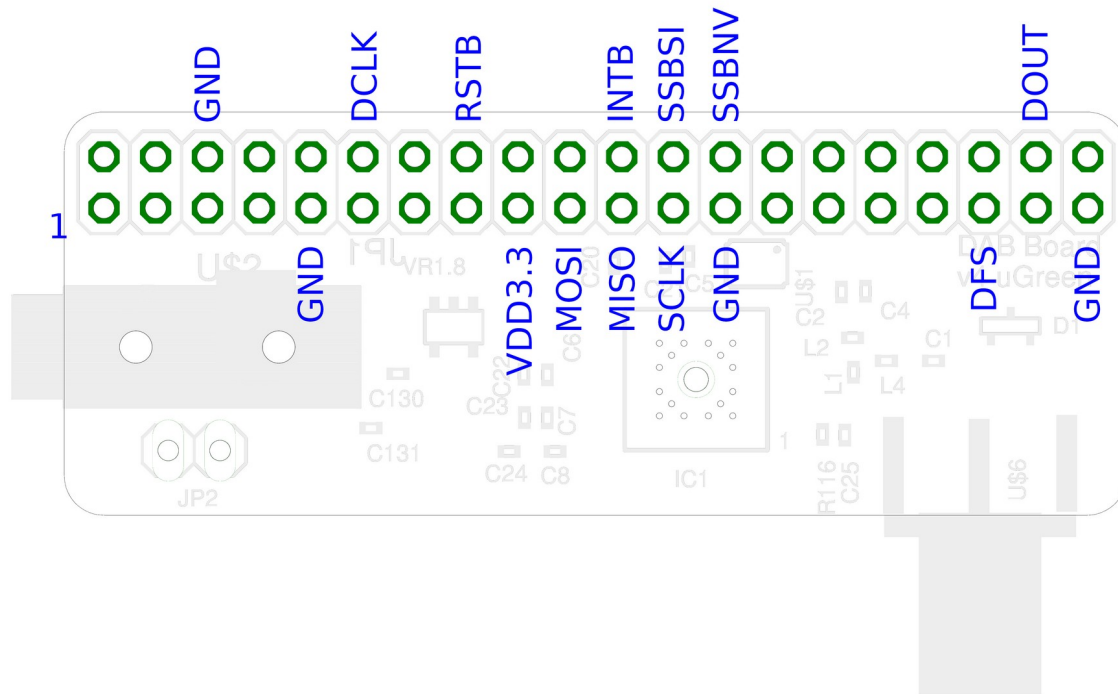 GND
DCLK
RSTB
INTB
SSBSI
SSBNV
DOUT
1
GND
VDD3.3
MOSI
MISO
SCLK
GND
DFS
GND
U$2
JP1
VR1.8
C20
C5
U$1
DAB Board
C2
C4
D1
L2
C1
C6
C22
L1
L4
C130
C23
C7
C131
C24
C8
1
IC1
R116
C25
U$6
JP2